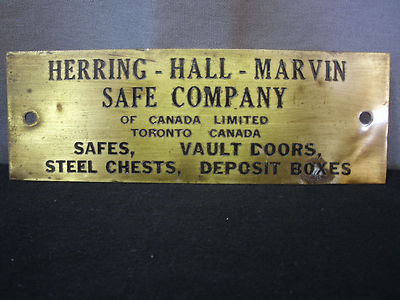 HERRING - HALL - MARVIN
SAFE COMPANY
OF CANADA LIMITED
TORONTO CANADA
SAFES, VAULT DOORS,
STEEL CHESTS, DEPOSIT BOXES